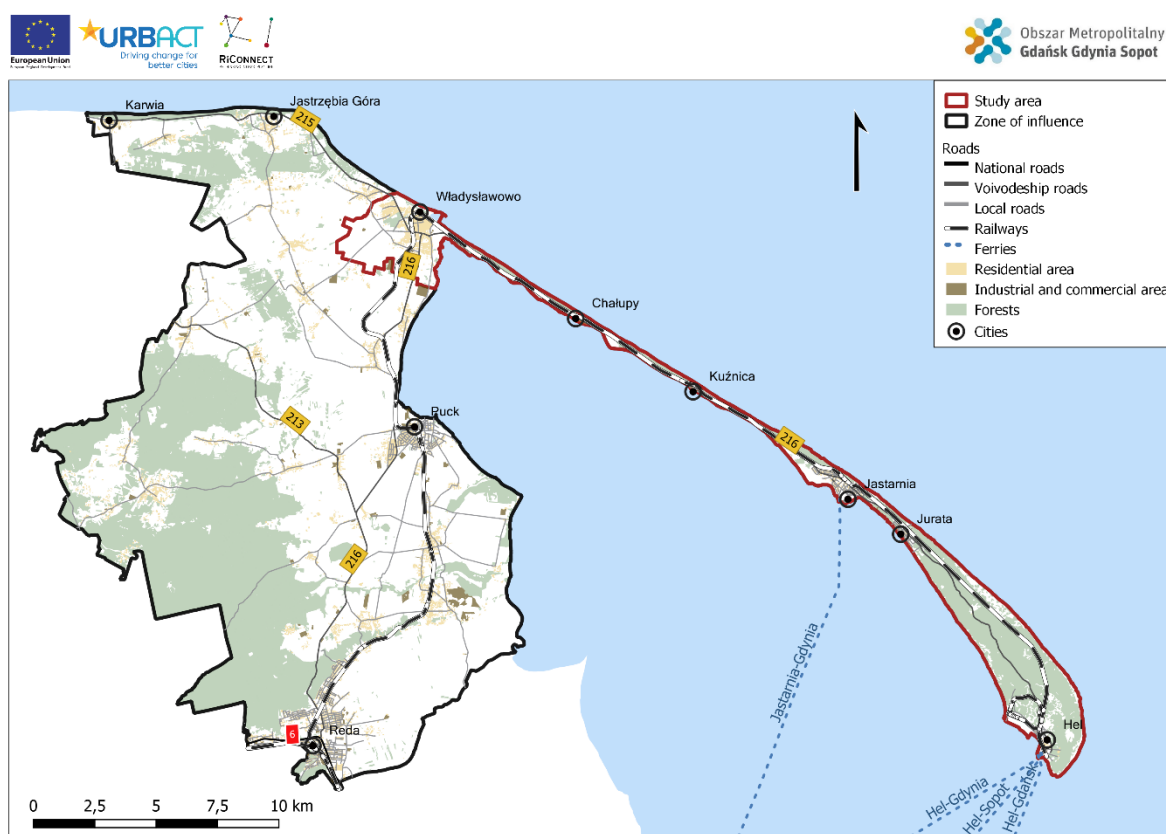 European Union
URBACT
Driving change for
better cities
RiConnect
Obszar Metropolitalny
Gdańsk Gdynia Sopot
Study area
Zone of influence
Roads
National roads
Voivodeship roads
Local roads
Railways
Ferries
Residential area
Industrial and commercial area
Forests
Cities
Karwia
Jastrzębia Góra
215
Władysławowo
216
Chałupy
Kuźnica
213
Puck
216
Jastarnia
Jurata
216
Jastarnia-Gdynia
6
Reda
Hel
Hel-Gdynia
Hel-Sopot
Hel-Gdańsk
0 2,5 5 7,5 10 km